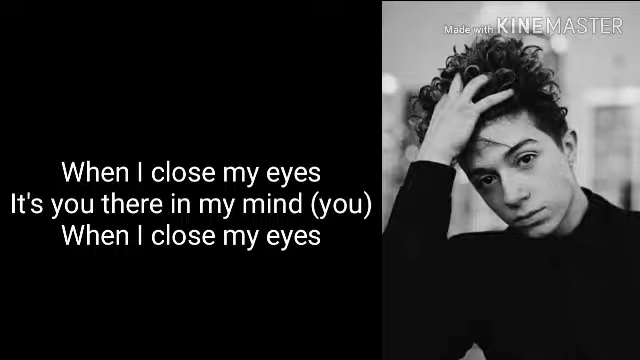 Made with KINEMASTER
When I close my eyes
It's you there in my mind (you)
When I close my eyes